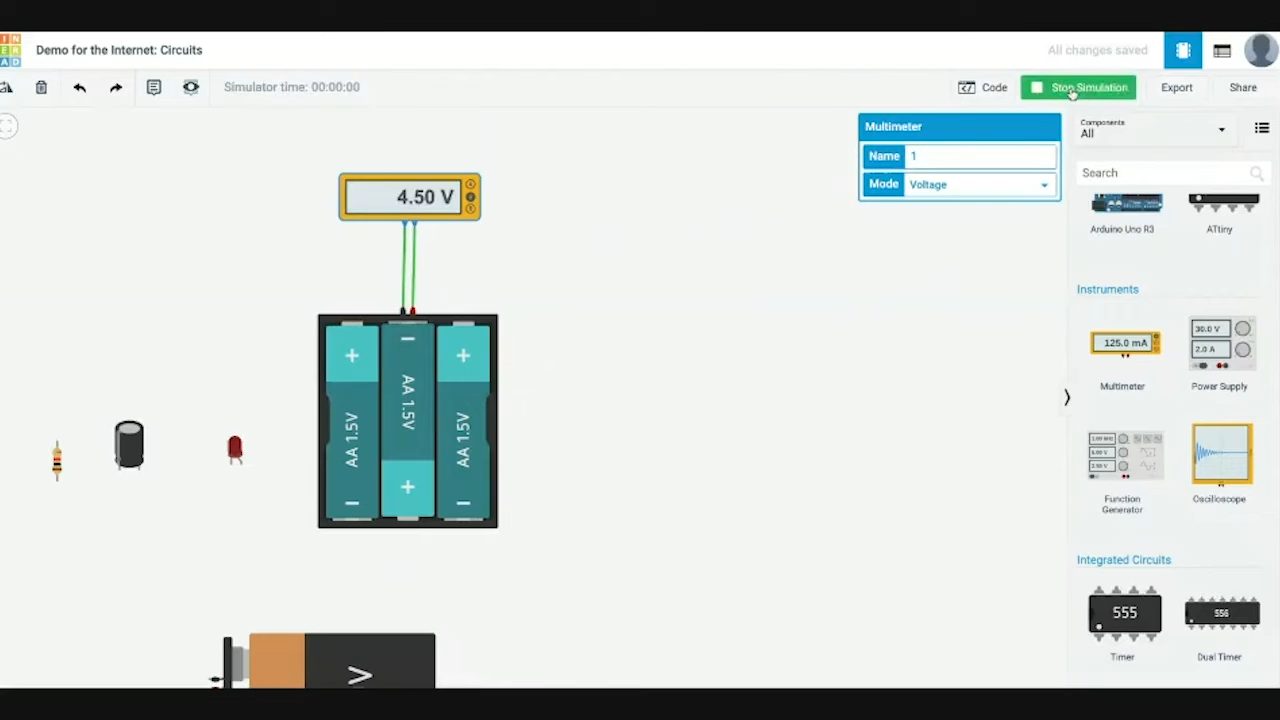 Demo for the Internet: Circuits
All changes saved
Simulator time: 00:00:00
Code
Stop Simulation
Export
Share
Multimeter
Name 1
Mode Voltage
Components
All
Search
Arduino Uno R3
ATtiny
Instruments
125.0 mA
30.0 V
2.0 A
Multimeter
Power Supply
Function
Generator
Oscilloscope
Integrated Circuits
555
556
Timer
Dual Timer
4.50 V
AA 1.5V
AA 1.5V
AA 1.5V
V